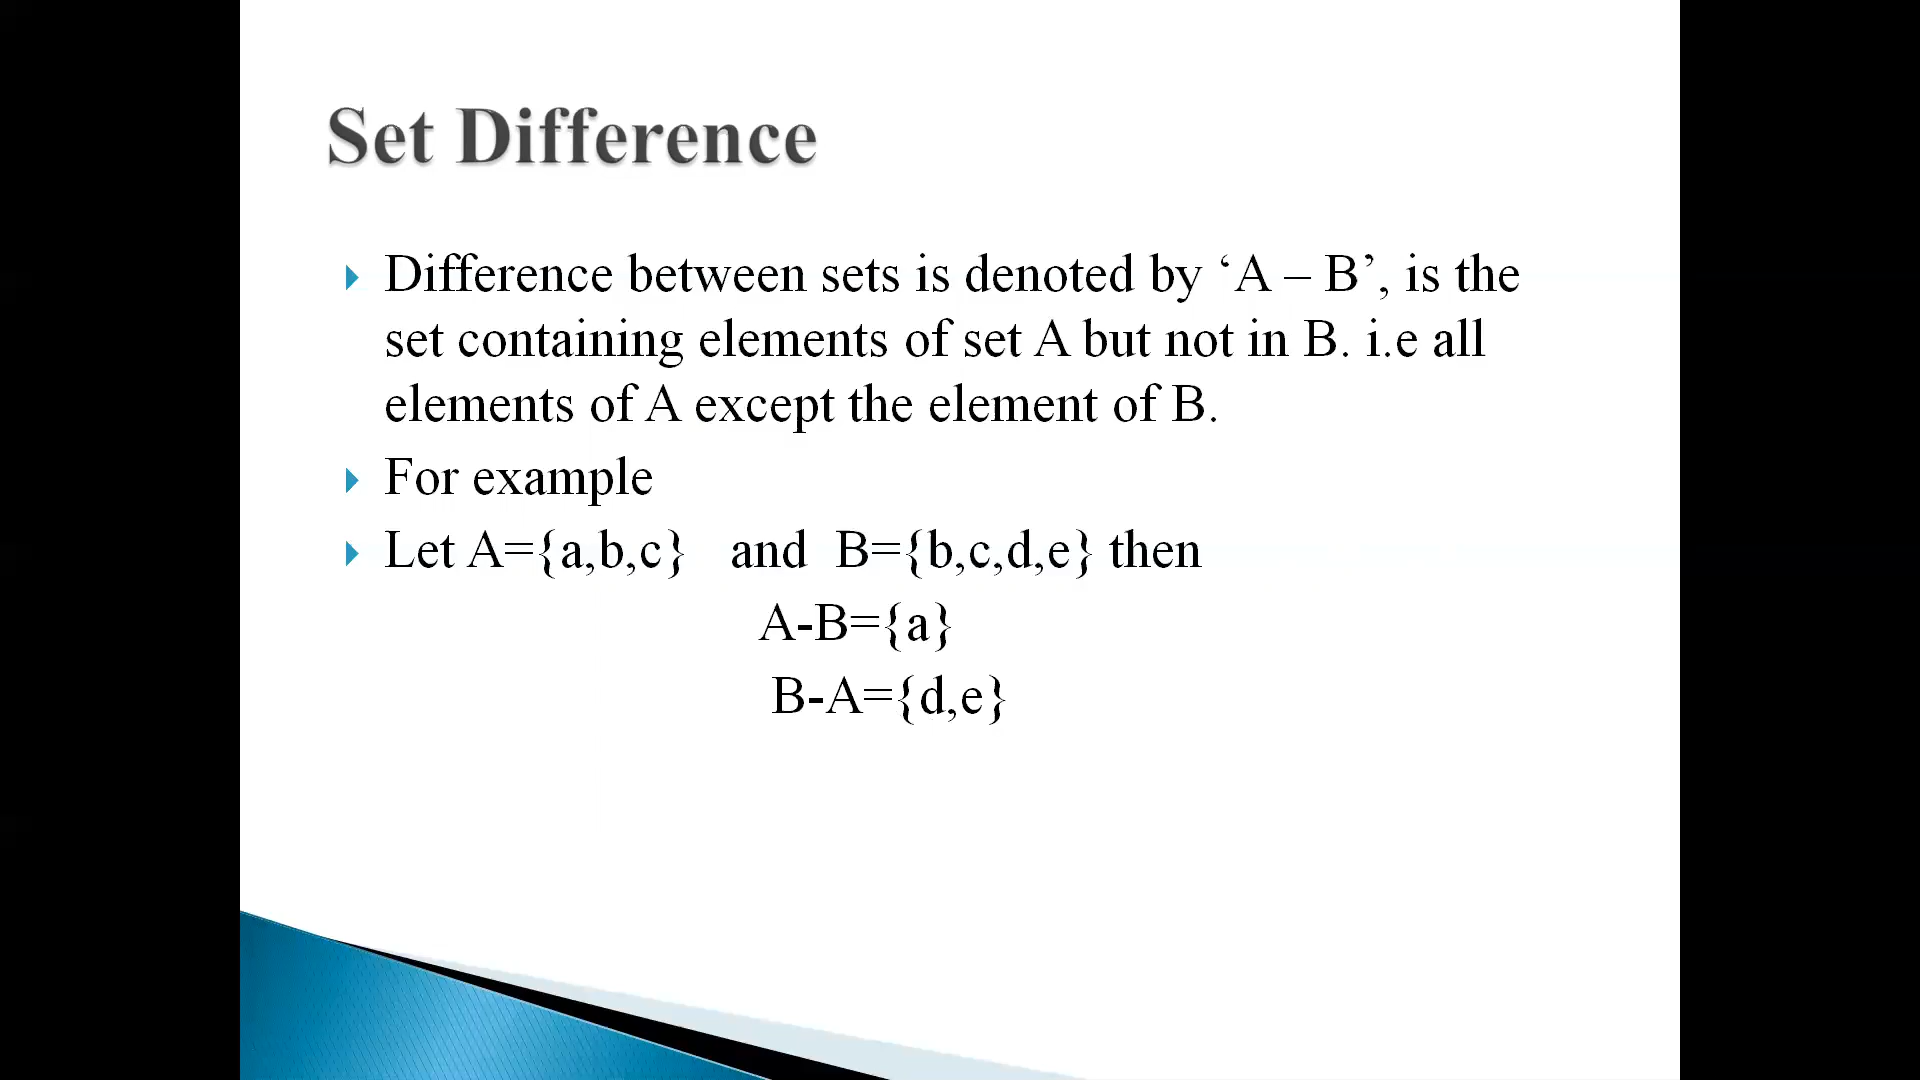 Set Difference
Difference between sets is denoted by ‘A – B’, is the
set containing elements of set A but not in B. i.e all
elements of A except the element of B.
For example
Let A={a,b,c} and B={b,c,d,e} then
A-B={a}
B-A={d,e}